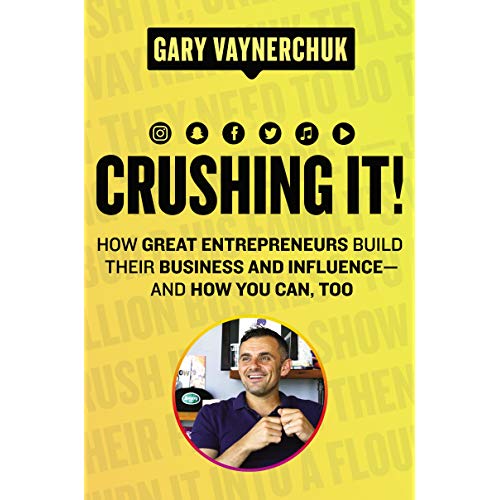 GARY VAYNERCHUK
CRUSHING IT!
HOW GREAT ENTREPRENEURS BUILD
THEIR BUSINESS AND INFLUENCE—
AND HOW YOU CAN, TOO